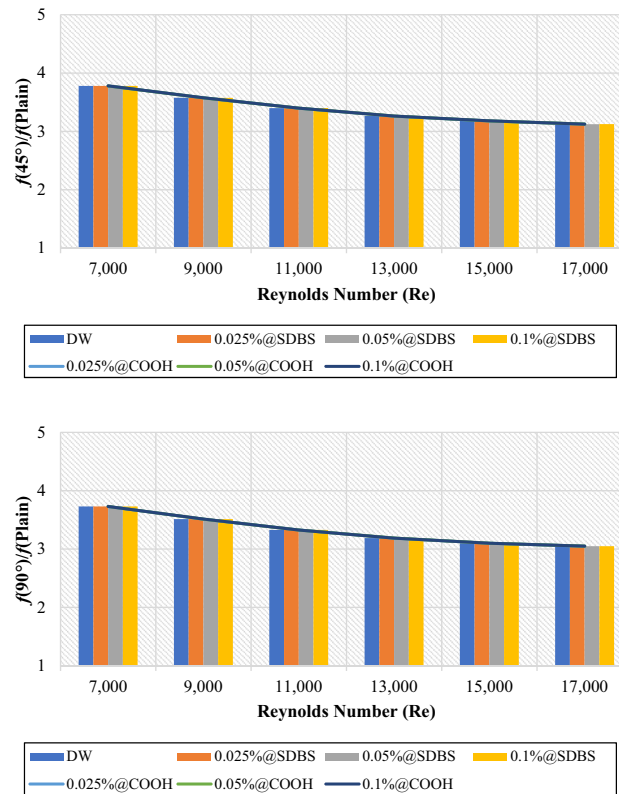 5
4
3
2
1
f(45°)/f(Plain)
7,000 9,000 11,000 13,000 15,000 17,000
Reynolds Number (Re)
DW 0.025%@SDBS 0.05%@SDBS 0.1%@SDBS
0.025%@COOH 0.05%@COOH 0.1%@COOH
5
4
3
2
1
f(90°)/f(Plain)
7,000 9,000 11,000 13,000 15,000 17,000
Reynolds Number (Re)
DW 0.025%@SDBS 0.05%@SDBS 0.1%@SDBS
0.025%@COOH 0.05%@COOH 0.1%@COOH